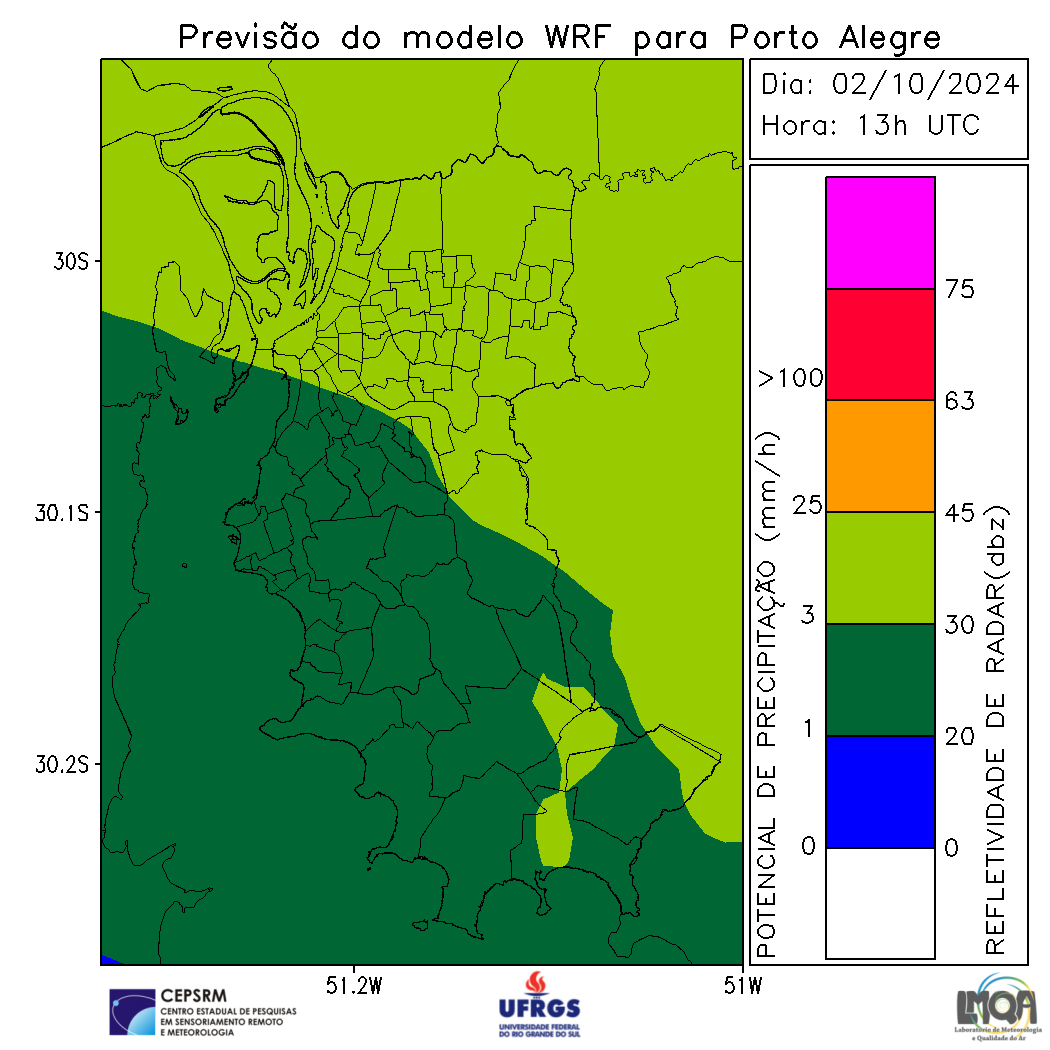 Previsão do modelo WRF para Porto Alegre
Dia: 02/10/2024
Hora: 13h UTC
30S
30.1S
30.2S
51.2W
51W
POTENCIAL DE PRECIPITAÇÃO (mm/h)
>100
25
3
1
0
75
63
45
30
20
0
REFLETIVIDADE DE RADAR(dbz)
CEPSRM
CENTRO ESTADUAL DE PESQUISAS
EM SENSORIAMENTO REMOTO
E METEOROLOGIA
UFRGS
UNIVERSIDADE FEDERAL
DO RIO GRANDE DO SUL
LMQA
Laboratório de Meteorologia
e Qualidade do Ar